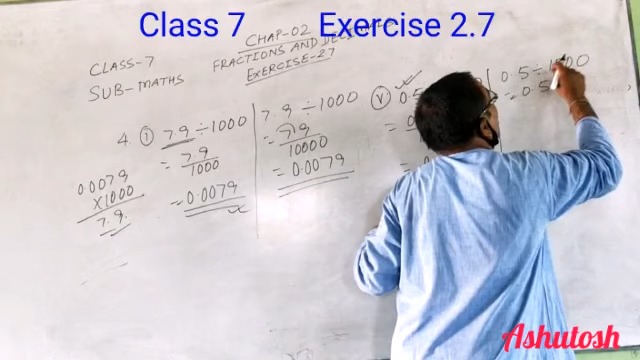 Class 7 Exercise 2.7
CHAP-02
FRACTIONS AND
EXERCISE-2.7
CLASS-7
SUB-MATHS
4. (i) 7.9 ÷ 1000
= 7.9
1000
= 0.0079
0.0079
×1000
7.9
7.9 ÷ 1000
= 79
10000
= 0.0079
(v) 0.5
0.5 ÷ 1000
= 0.5
Ashutosh